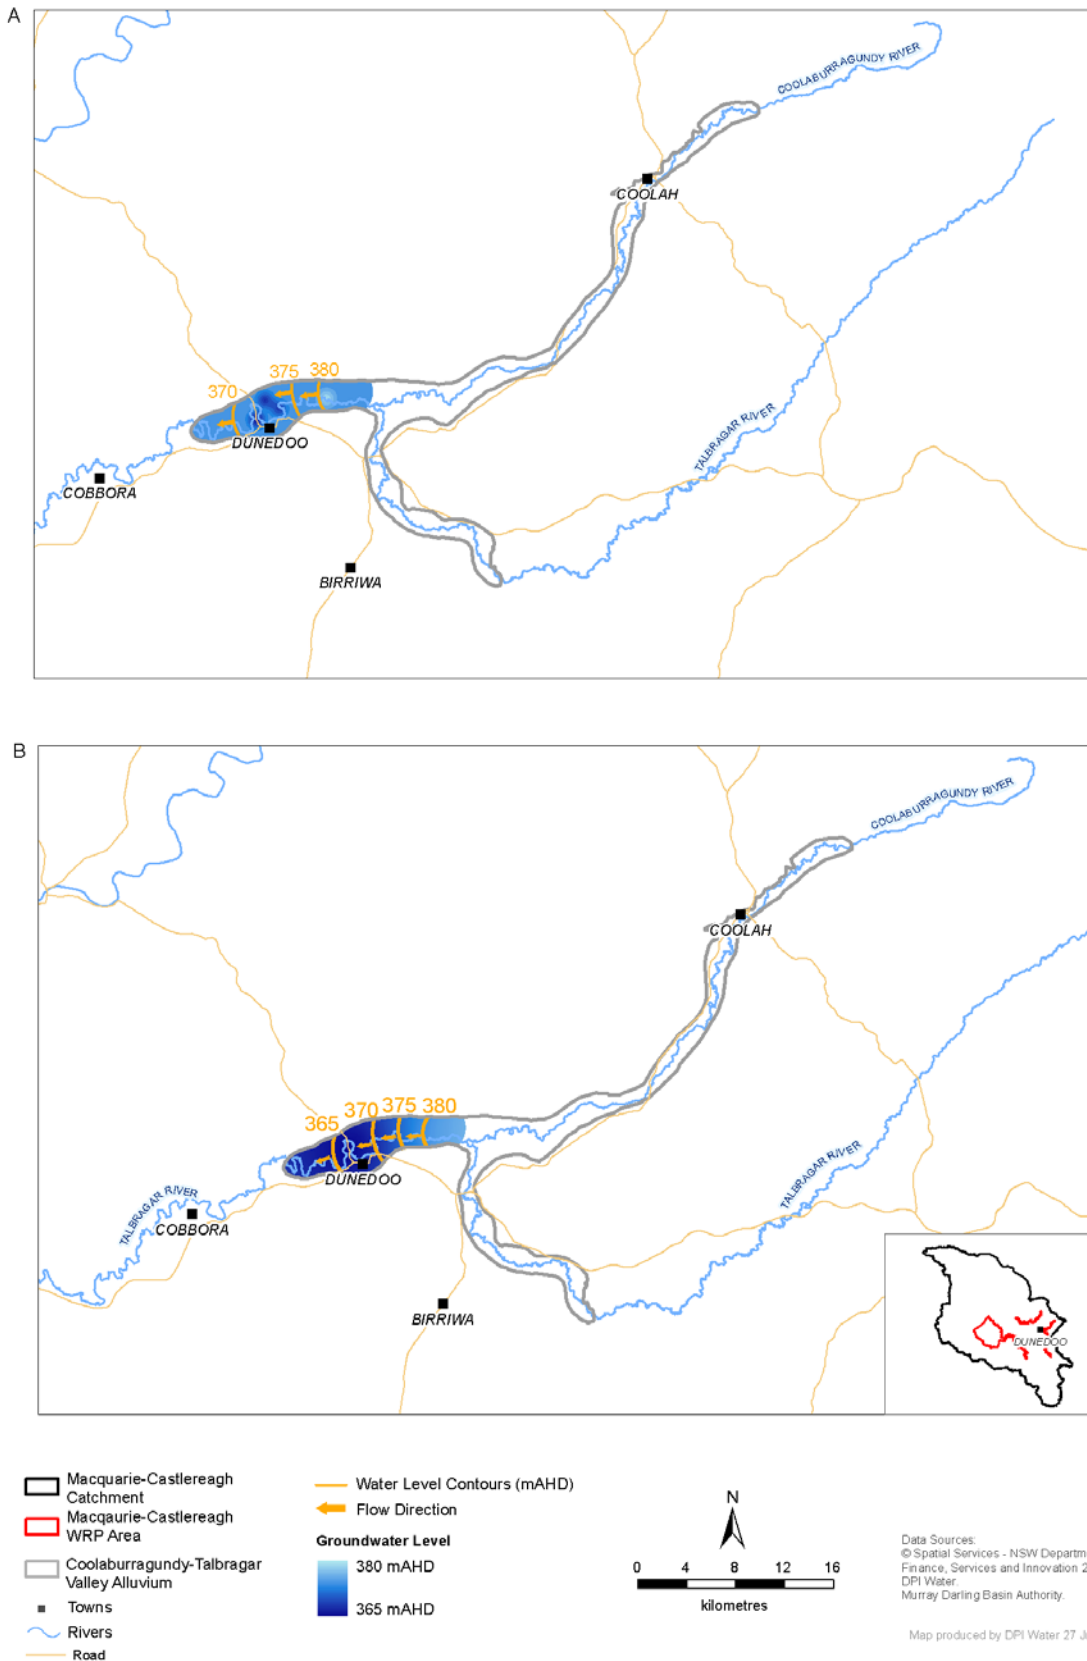 A
COOLABURRAGUNDY RIVER
COOLAH
370
375
380
DUNEDOO
TALBRAGAR RIVER
COBBORA
BIRRIWA
B
COOLABURRAGUNDY RIVER
COOLAH
365
370
375
380
DUNEDOO
TALBRAGAR RIVER
TALBRAGAR RIVER
COBBORA
BIRRIWA
DUNEDOO
Macquarie-Castlereagh
Catchment
Macqaurie-Castlereagh
WRP Area
Coolaburragundy-Talbragar
Valley Alluvium
Towns
Rivers
Road
Water Level Contours (mAHD)
Flow Direction
Groundwater Level
380 mAHD
365 mAHD
N
0 4 8 12 16
kilometres
Data Sources:
© Spatial Services - NSW Departm
Finance, Services and Innovation 2
DPI Water.
Murray Darling Basin Authority.
Map produced by DPI Water 27 J